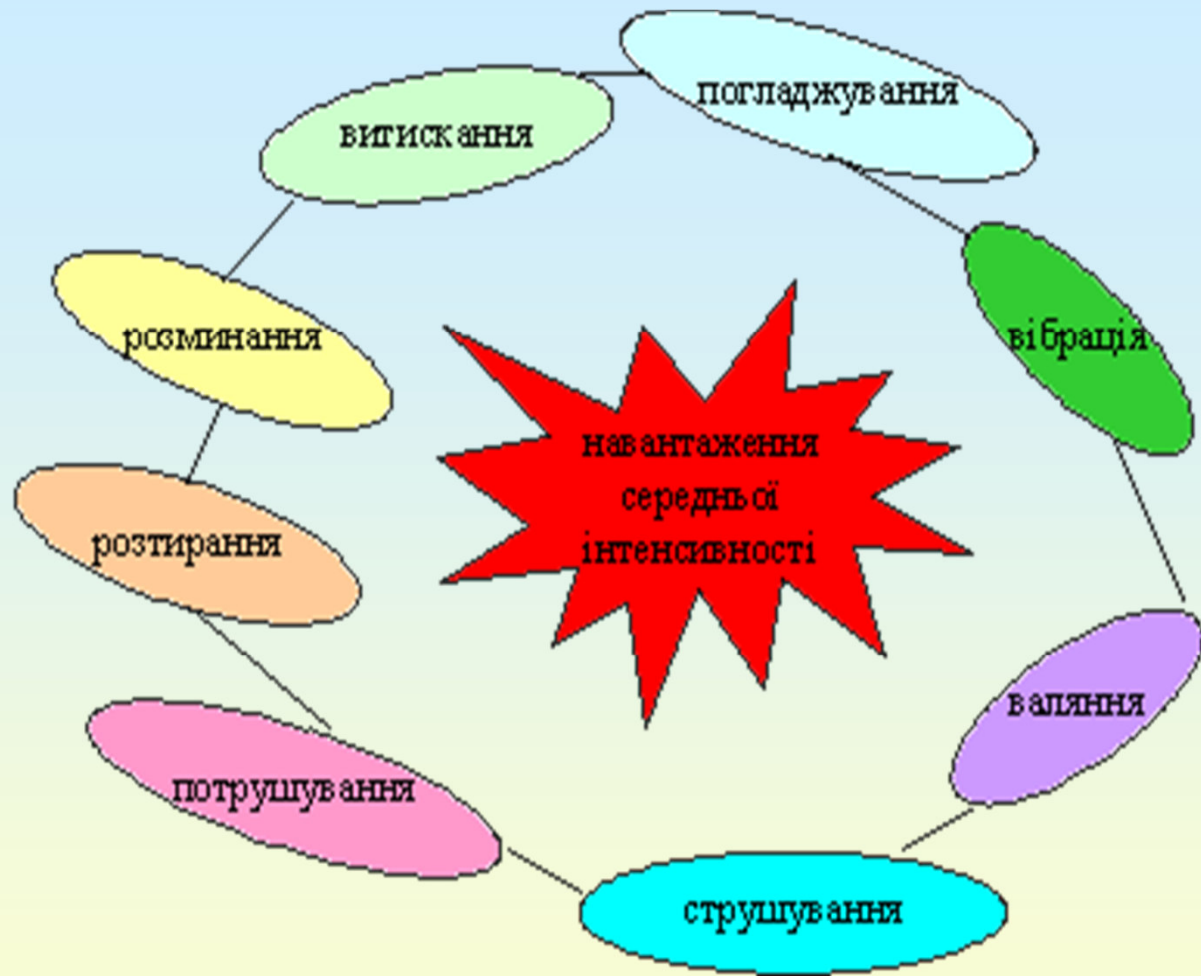 погладжування
витискання
вібрація
розминання
навантаження
середньої
інтенсивності
розтирання
валяння
потрушування
струшування